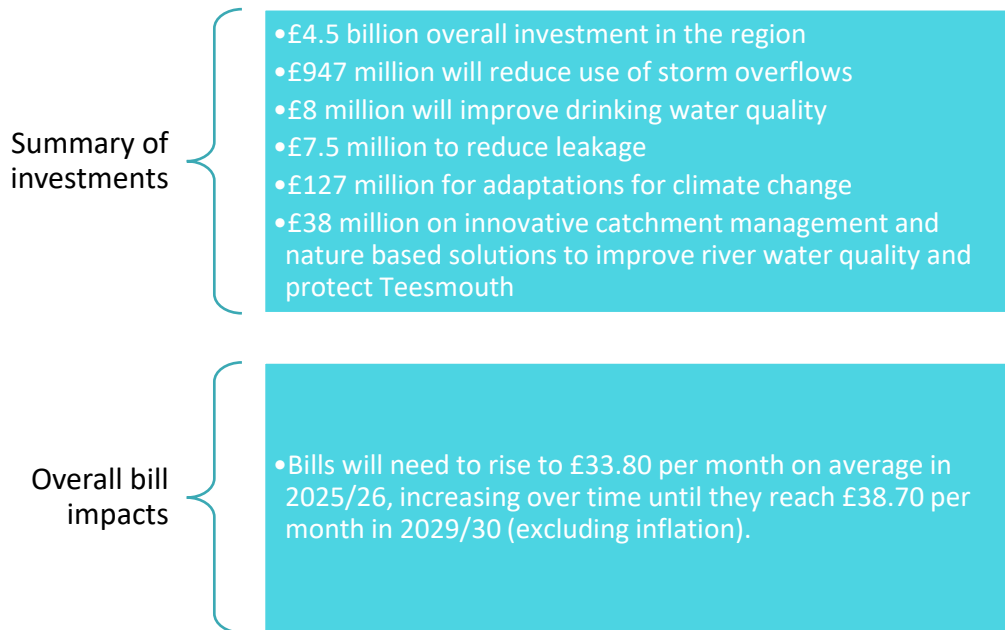 Summary of
investments
•£4.5 billion overall investment in the region
•£947 million will reduce use of storm overflows
•£8 million will improve drinking water quality
•£7.5 million to reduce leakage
•£127 million for adaptations for climate change
•£38 million on innovative catchment management and
nature based solutions to improve river water quality and
protect Teesmouth
Overall bill
impacts
•Bills will need to rise to £33.80 per month on average in
2025/26, increasing over time until they reach £38.70 per
month in 2029/30 (excluding inflation).